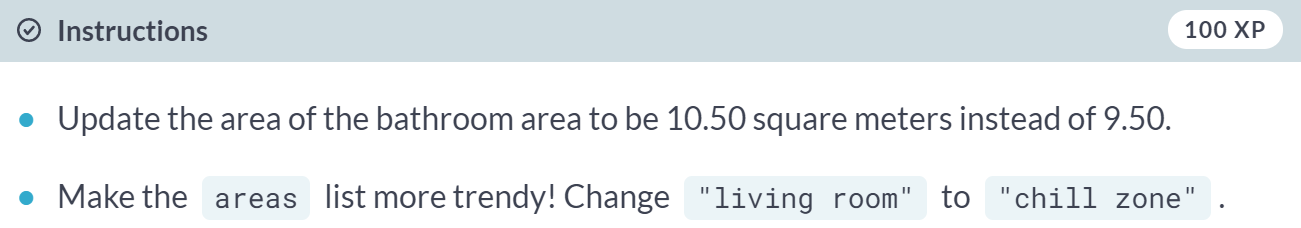 Instructions 100 XP
Update the area of the bathroom area to be 10.50 square meters instead of 9.50.
Make the areas list more trendy! Change "living room" to "chill zone" .